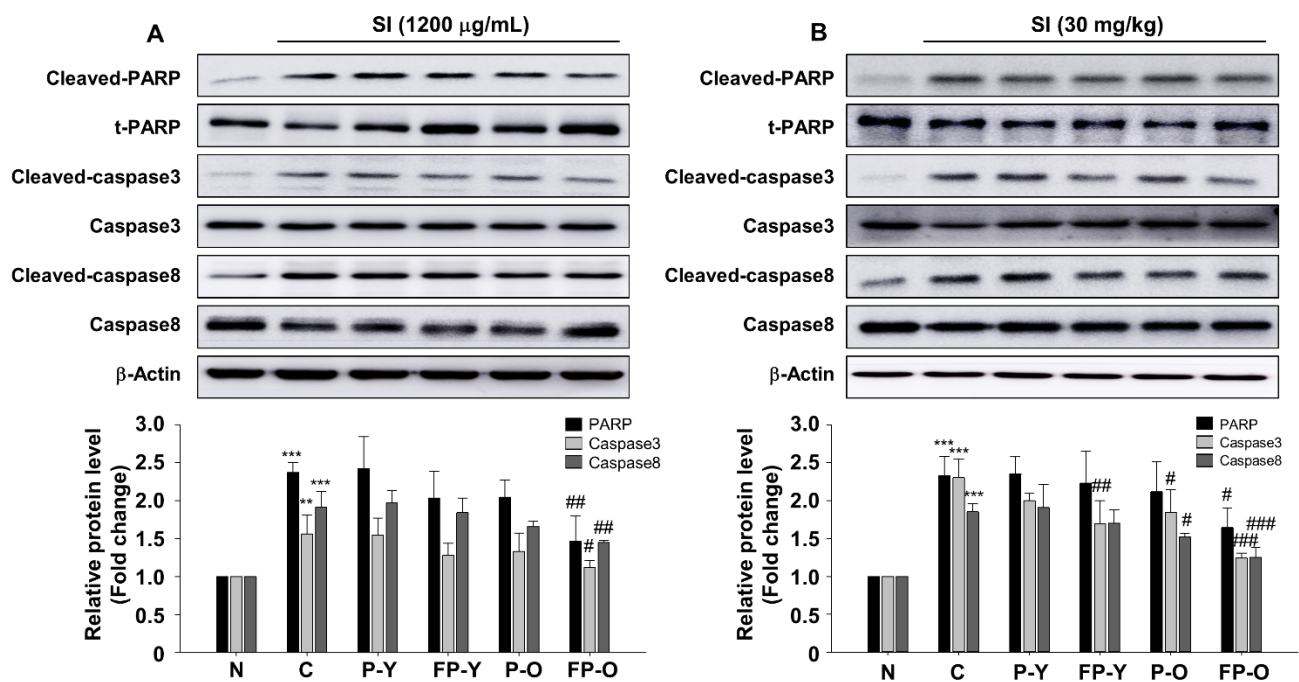 A
SI (1200 μg/mL)
Cleaved-PARP
t-PARP
Cleaved-caspase3
Caspase3
Cleaved-caspase8
Caspase8
β-Actin
Relative protein level
(Fold change)
3.0
2.5
2.0
1.5
1.0
0.5
0
PARP
Caspase3
Caspase8
*** ** ***
## # ##
N C P-Y FP-Y P-O FP-O
B
SI (30 mg/kg)
Cleaved-PARP
t-PARP
Cleaved-caspase3
Caspase3
Cleaved-caspase8
Caspase8
β-Actin
Relative protein level
(Fold change)
3.0
2.5
2.0
1.5
1.0
0.5
0
PARP
Caspase3
Caspase8
*** *** ***
## # # # ### ###
N C P-Y FP-Y P-O FP-O